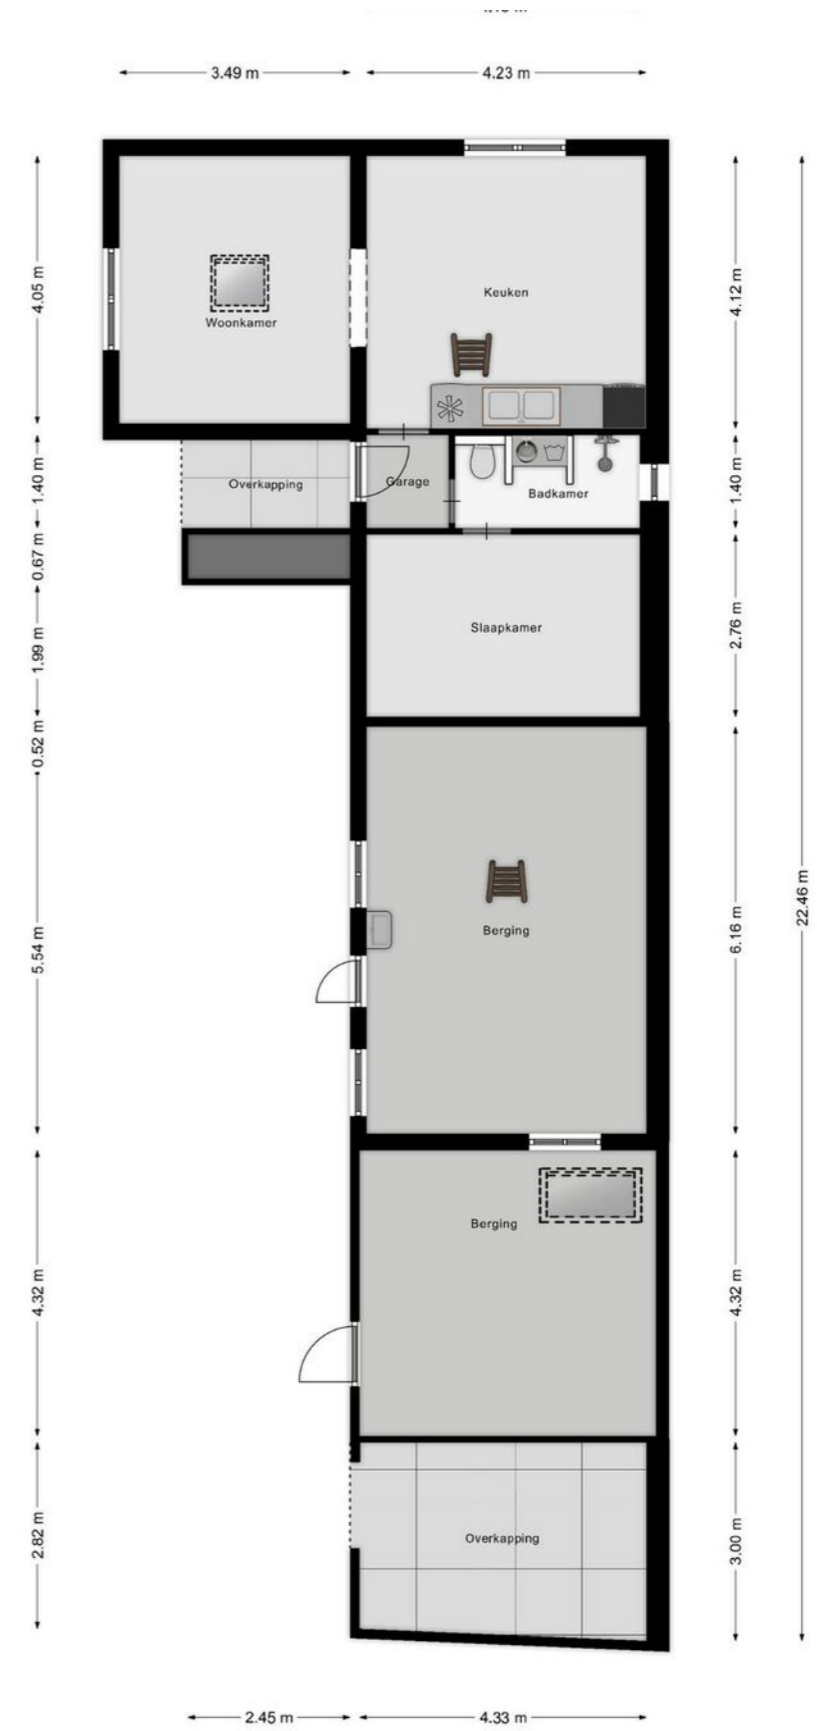 3.49 m
4.23 m
4.05 m
4.12 m
Keuken
Woonkamer
1.40 m
Overkapping
Garage
Badkamer
1.40 m
0.67 m
1.99 m
Slaapkamer
2.76 m
0.52 m
5.54 m
Berging
6.16 m
22.46 m
Berging
4.32 m
4.32 m
2.82 m
Overkapping
3.00 m
2.45 m
4.33 m